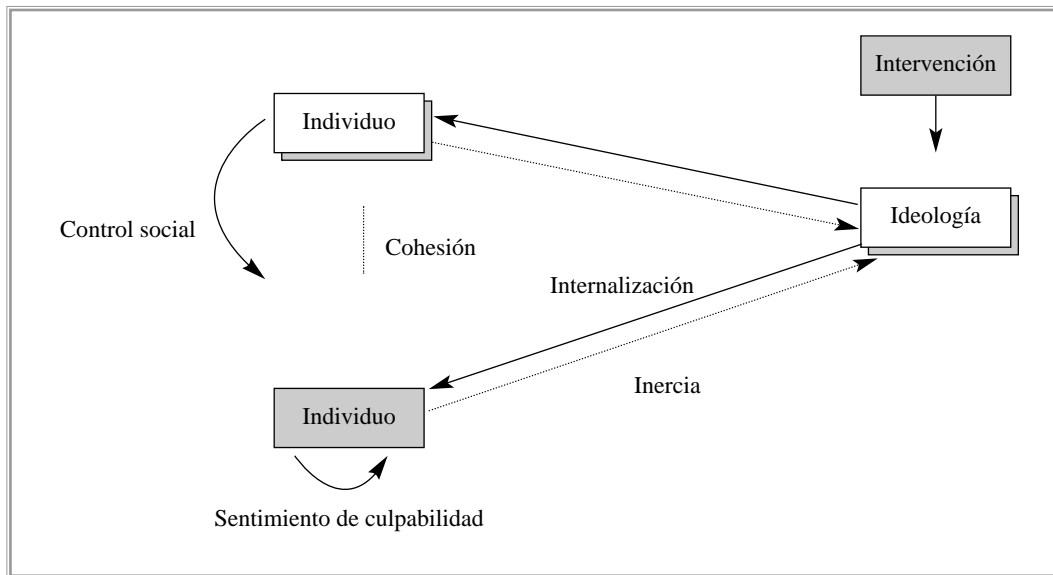 Intervención
Individuo
Ideología
Control social
Cohesión
Internalización
Inercia
Individuo
Sentimiento de culpabilidad